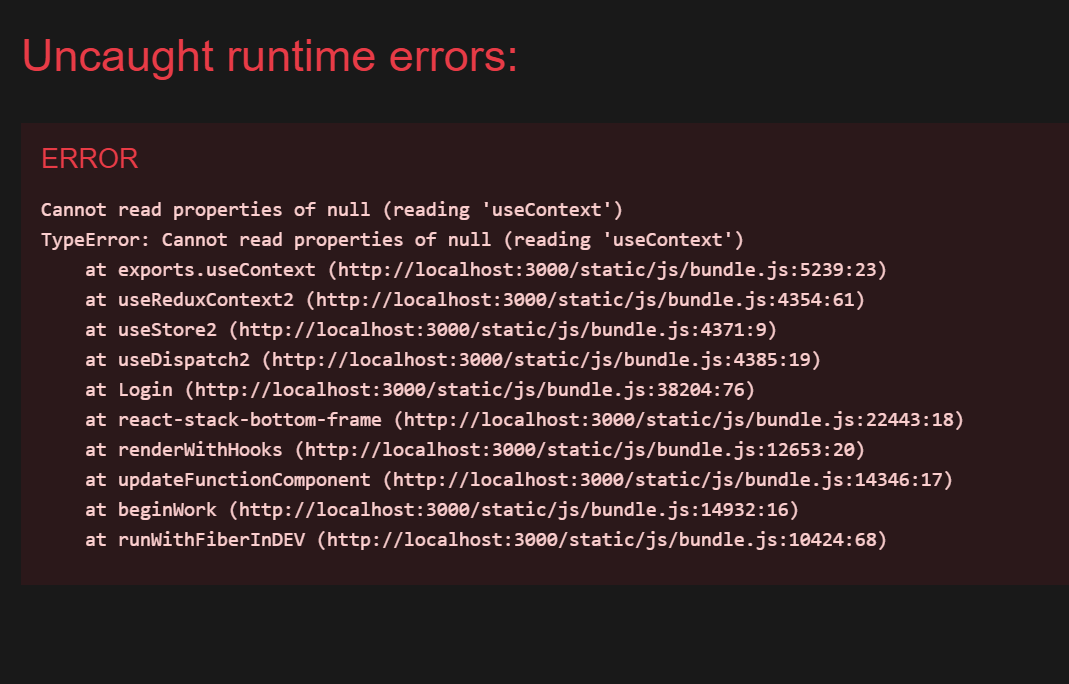 Uncaught runtime errors:
ERROR
Cannot read properties of null (reading 'useContext')
TypeError: Cannot read properties of null (reading 'useContext')
    at exports.useContext (http://localhost:3000/static/js/bundle.js:5239:23)
    at useReduxContext2 (http://localhost:3000/static/js/bundle.js:4354:61)
    at useStore2 (http://localhost:3000/static/js/bundle.js:4371:9)
    at useDispatch2 (http://localhost:3000/static/js/bundle.js:4385:19)
    at Login (http://localhost:3000/static/js/bundle.js:38204:76)
    at react-stack-bottom-frame (http://localhost:3000/static/js/bundle.js:22443:18)
    at renderWithHooks (http://localhost:3000/static/js/bundle.js:12653:20)
    at updateFunctionComponent (http://localhost:3000/static/js/bundle.js:14346:17)
    at beginWork (http://localhost:3000/static/js/bundle.js:14932:16)
    at runWithFiberInDEV (http://localhost:3000/static/js/bundle.js:10424:68)